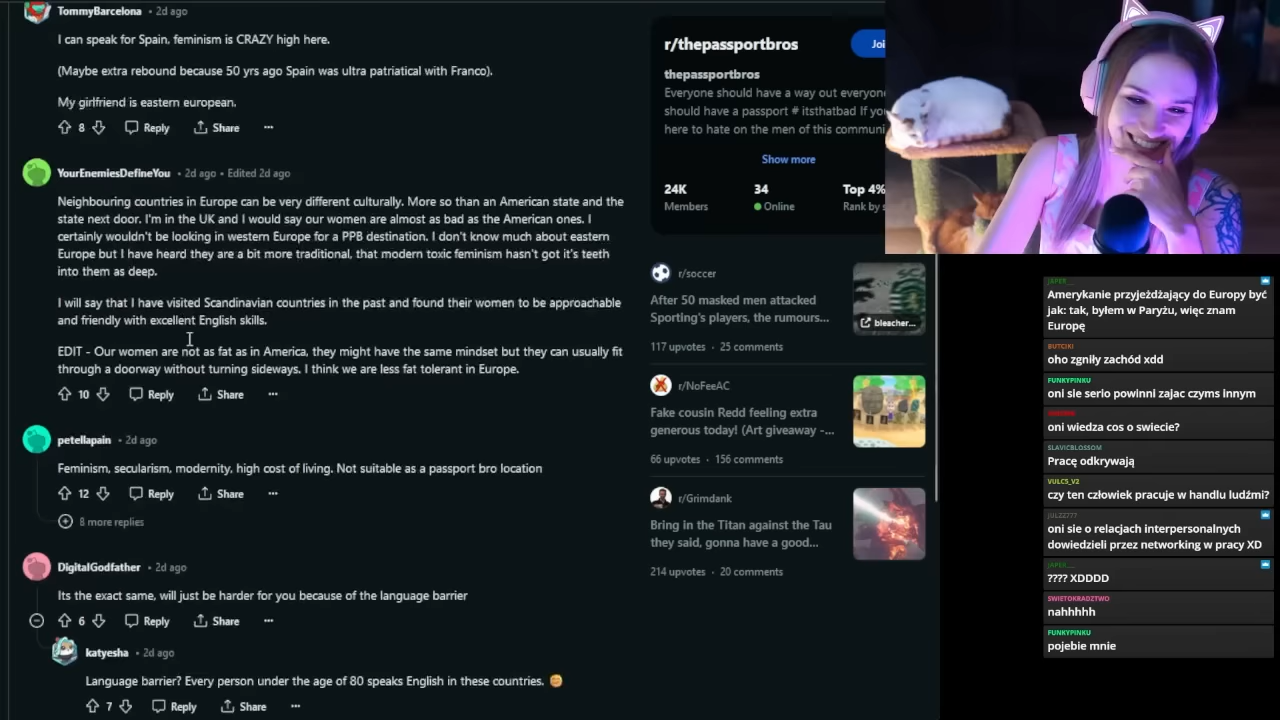 TommyBarcelona • 2d ago
I can speak for Spain, feminism is CRAZY high here.
(Maybe extra rebound because 50 yrs ago Spain was ultra patriatical with Franco).
My girlfriend is eastern european.
8 Reply Share ...
YourEnemiesDefineYou • 2d ago • Edited 2d ago
Neighbouring countries in Europe can be very different culturally. More so than an American state and the
state next door. I'm in the UK and I would say our women are almost as bad as the American ones. I
certainly wouldn't be looking in western Europe for a PPB destination. I don't know much about eastern
Europe but I have heard they are a bit more traditional, that modern toxic feminism hasn't got it's teeth
into them as deep.
I will say that I have visited Scandinavian countries in the past and found their women to be approachable
and friendly with excellent English skills.
EDIT - Our women are not as fat as in America, they might have the same mindset but they can usually fit
through a doorway without turning sideways. I think we are less fat tolerant in Europe.
10 Reply Share ...
petellapain • 2d ago
Feminism, secularism, modernity, high cost of living. Not suitable as a passport bro location
12 Reply Share ...
8 more replies
DigitalGodfather • 2d ago
Its the exact same, will just be harder for you because of the language barrier
6 Reply Share ...
katyesha • 2d ago
Language barrier? Every person under the age of 80 speaks English in these countries.
7 Reply Share ...
r/thepassportbros
Joi
thepassportbros
Everyone should have a way out everyone
should have a passport # itsthatbad If you
here to hate on the men of this communi
Show more
24K 34 Top 4%
Members Online Rank by s
r/soccer
After 50 masked men attacked
Sporting's players, the rumours...
bleacher...
117 upvotes • 25 comments
r/NoFeeAC
Fake cousin Redd feeling extra
generous today! (Art giveaway -...
66 upvotes • 156 comments
r/Grimdank
Bring in the Titan against the Tau
they said, gonna have a good...
214 upvotes • 20 comments
Amerykanie przyjeżdżający do Europy być
jak: tak, byłem w Paryżu, więc znam
Europę
BUTCIKI
oho zgniły zachód xdd
FUNKYPINKU
oni sie serio powinni zajac czyms innym
oni wiedza cos o swiecie?
SLAVICBLOSSOM
Pracę odkrywają
VULCS_V2
czy ten człowiek pracuje w handlu ludźmi?
JULZZ777
oni sie o relacjach interpersonalnych
dowiedzieli przez networking w pracy XD
???? XDDDD
SWIETOKRADZTWO
nahhhhh
FUNKYPINKU
pojebie mnie